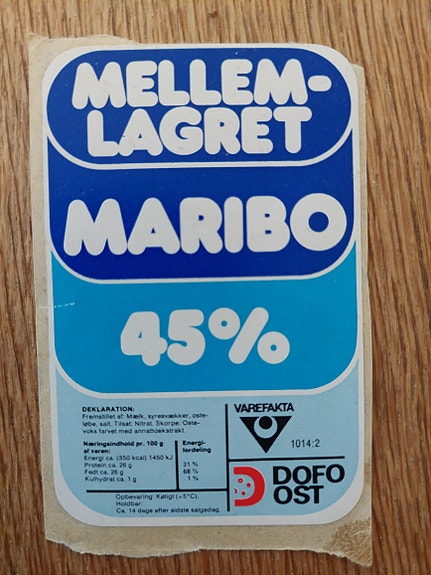 MELLEM-
LAGRET
MARIBO
45%
DEKLARATION:
Fremstillet af: Mælk, syrevækker, oste-
løbe, salt. Tilsat: Nitrat. Skorpe: Oste-
voks farvet med annattoekstrakt.
Næringsindhold pr. 100 g Energi-
af varen: fordeling
Energi ca. (350 kcal) 1450 kJ
Protein ca. 26 g 31 %
Fedt ca. 26 g 68 %
Kulhydrat ca. 1 g 1 %
Opbevaring: Køligt (+5°C).
Holdbar:
Ca. 14 dage efter sidste salgsdag.
VAREFAKTA
1014:2
DOFO
OST